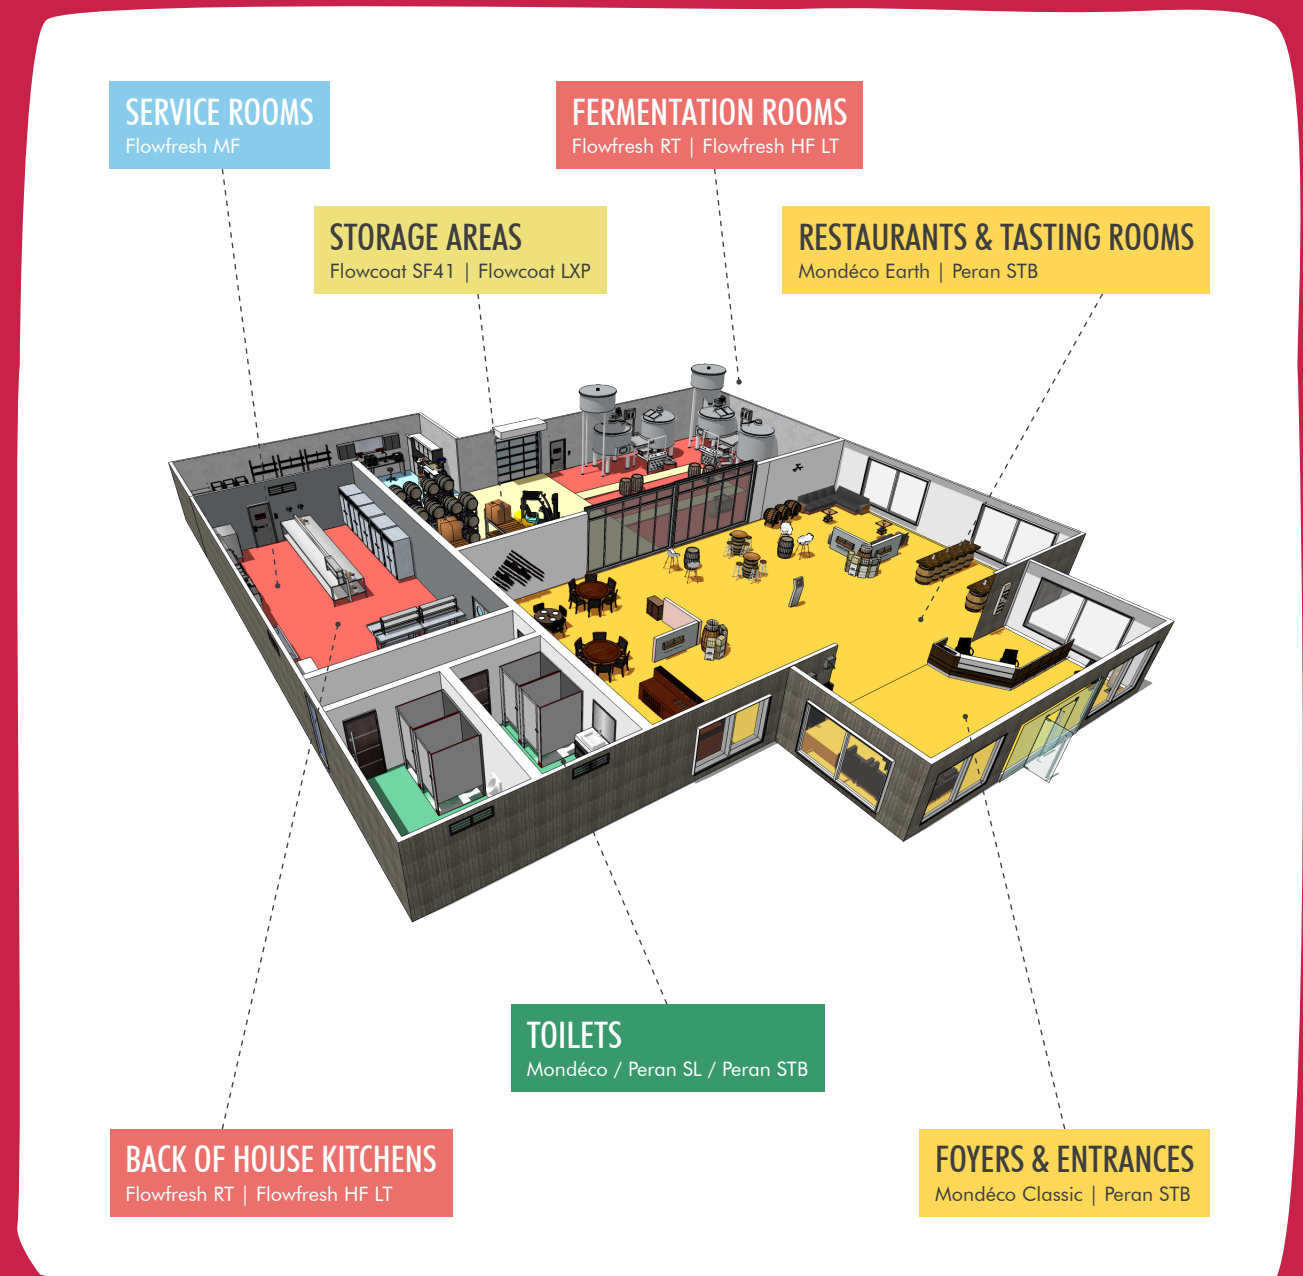 SERVICE ROOMS
Flowfresh MF
FERMENTATION ROOMS
Flowfresh RT | Flowfresh HF LT
STORAGE AREAS
Flowcoat SF41 | Flowcoat LXP
RESTAURANTS & TASTING ROOMS
Mondéco Earth | Peran STB
TOILETS
Mondéco / Peran SL / Peran STB
BACK OF HOUSE KITCHENS
Flowfresh RT | Flowfresh HF LT
FOYERS & ENTRANCES
Mondéco Classic | Peran STB